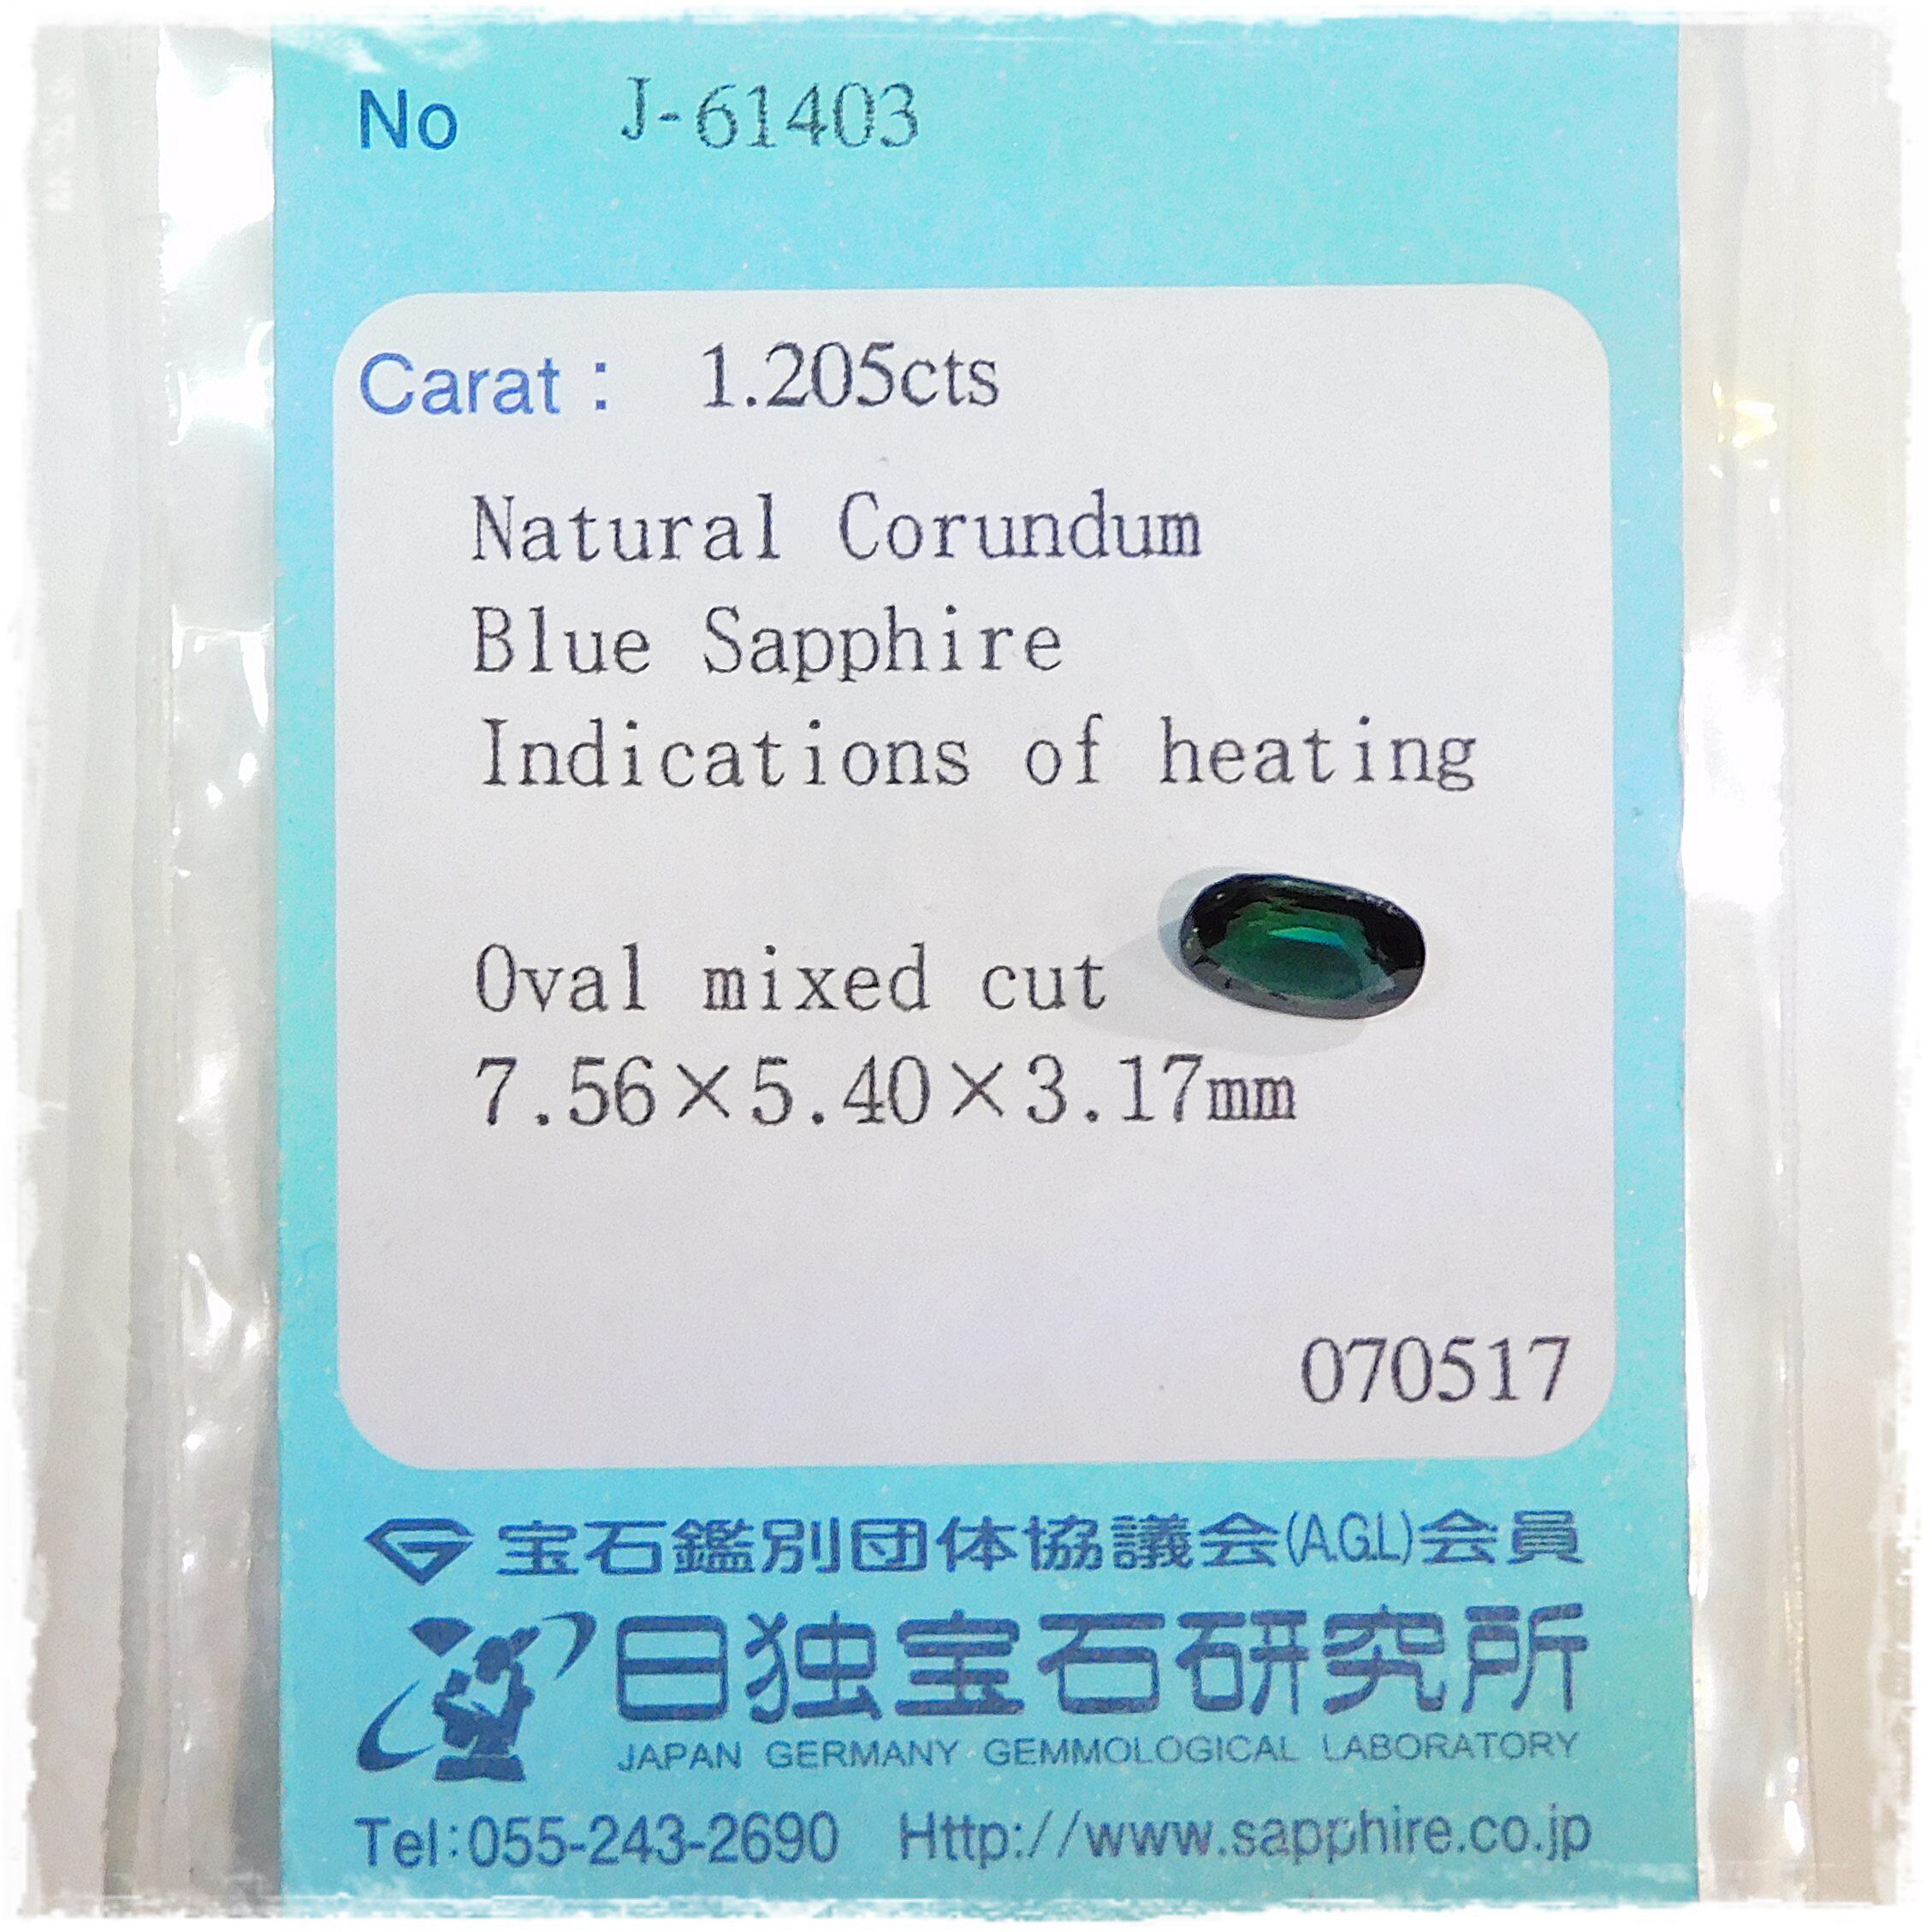 No J-61403
Carat: 1.205cts
Natural Corundum
Blue Sapphire
Indications of heating
Oval mixed cut
7.56×5.40×3.17mm
070517
宝石鑑別団体協議会(A.G.L)会員
日独宝石研究所
JAPAN GERMANY GEMMOLOGICAL LABORATORY
Tel:055-243-2690 Http://www.sapphire.co.jp